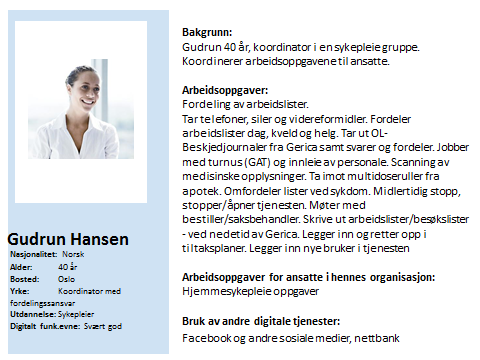 Gudrun Hansen
Nasjonalitet: Norsk
Alder: 40 år
Bosted: Oslo
Yrke: Koordinator med
fordelingssansvar
Utdannelse: Sykepleier
Digitalt funk.evne: Svært god
Bakgrunn:
Gudrun 40 år, koordinator i en sykepleie gruppe.
Koordinerer arbeidsoppgavene til ansatte.
Arbeidsoppgaver:
Fordeling av arbeidslister.
Tar telefoner, siler og videreformidler. Fordeler
arbeidslister dag, kveld og helg. Tar ut OL-
Beskjedjournaler fra Gerica samt svarer og fordeler. Jobber
med turnus (GAT) og innleie av personale. Scanning av
medisinske opplysninger. Ta imot multidoseruller fra
apotek. Omfordeler lister ved sykdom. Midlertidig stopp,
stopper/åpner tjenesten. Møter med
bestiller/saksbehandler. Skrive ut arbeidslister/besøkslister
- ved nedetid av Gerica. Legger inn og retter opp i
tiltaksplaner. Legger inn nye bruker i tjenesten
Arbeidsoppgaver for ansatte i hennes organisasjon:
Hjemmesykepleie oppgaver
Bruk av andre digitale tjenester:
Facebook og andre sosiale medier, nettbank